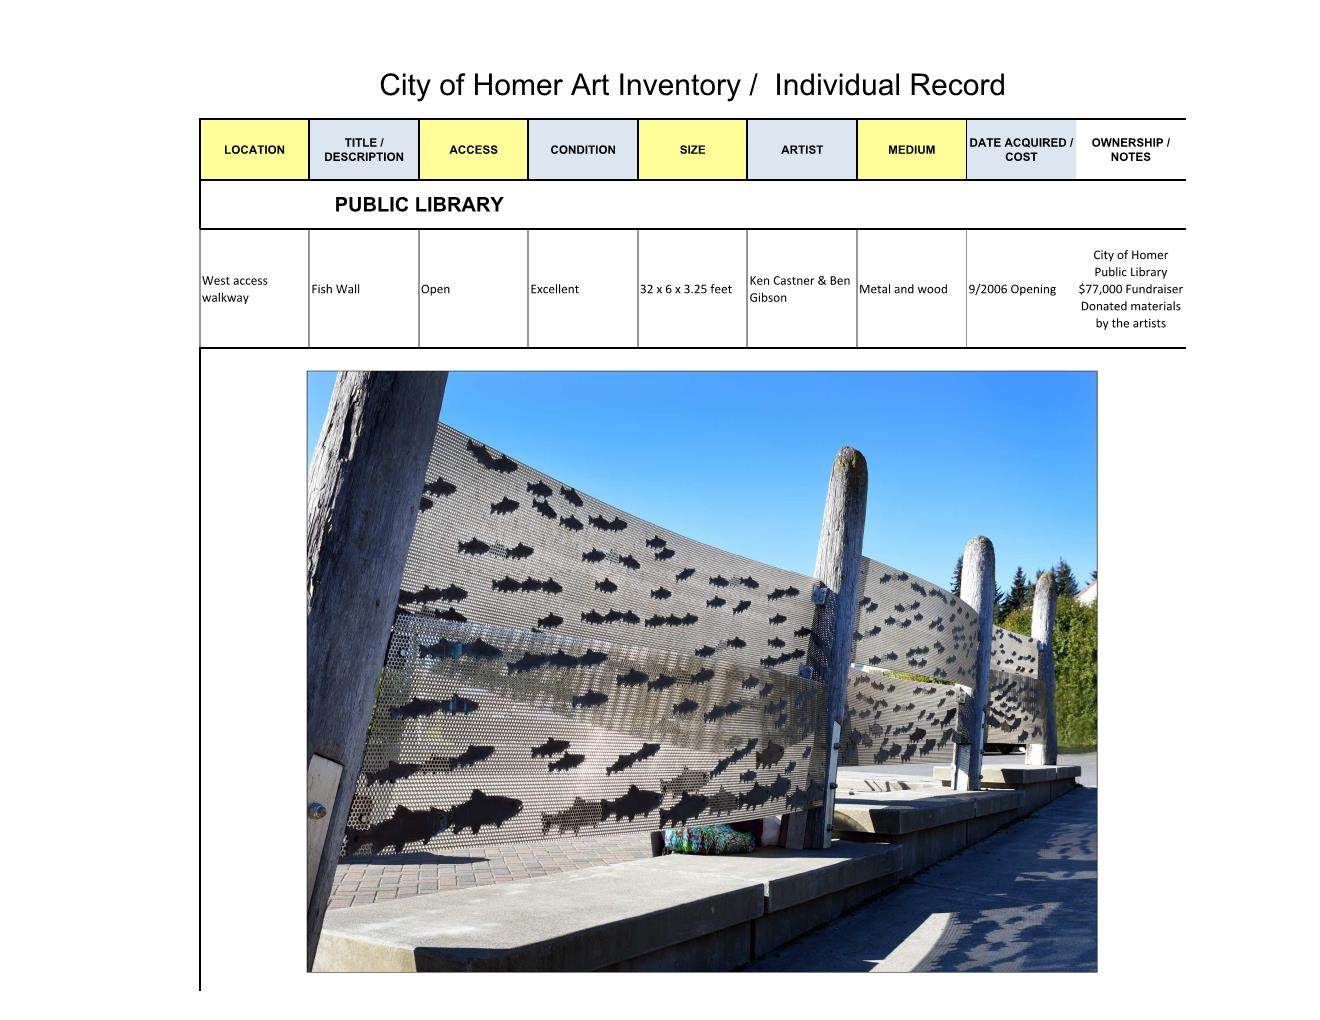 City of Homer Art Inventory /  Individual Record
LOCATION
TITLE /
DESCRIPTION
ACCESS
CONDITION
SIZE
ARTIST
MEDIUM
DATE ACQUIRED /
COST
OWNERSHIP /
NOTES
PUBLIC LIBRARY
West access
walkway
Fish Wall
Open
Excellent
32 x 6 x 3.25 feet
Ken Castner & Ben
Gibson
Metal and wood
9/2006 Opening
City of Homer
Public Library
$77,000 Fundraiser
Donated materials
by the artists